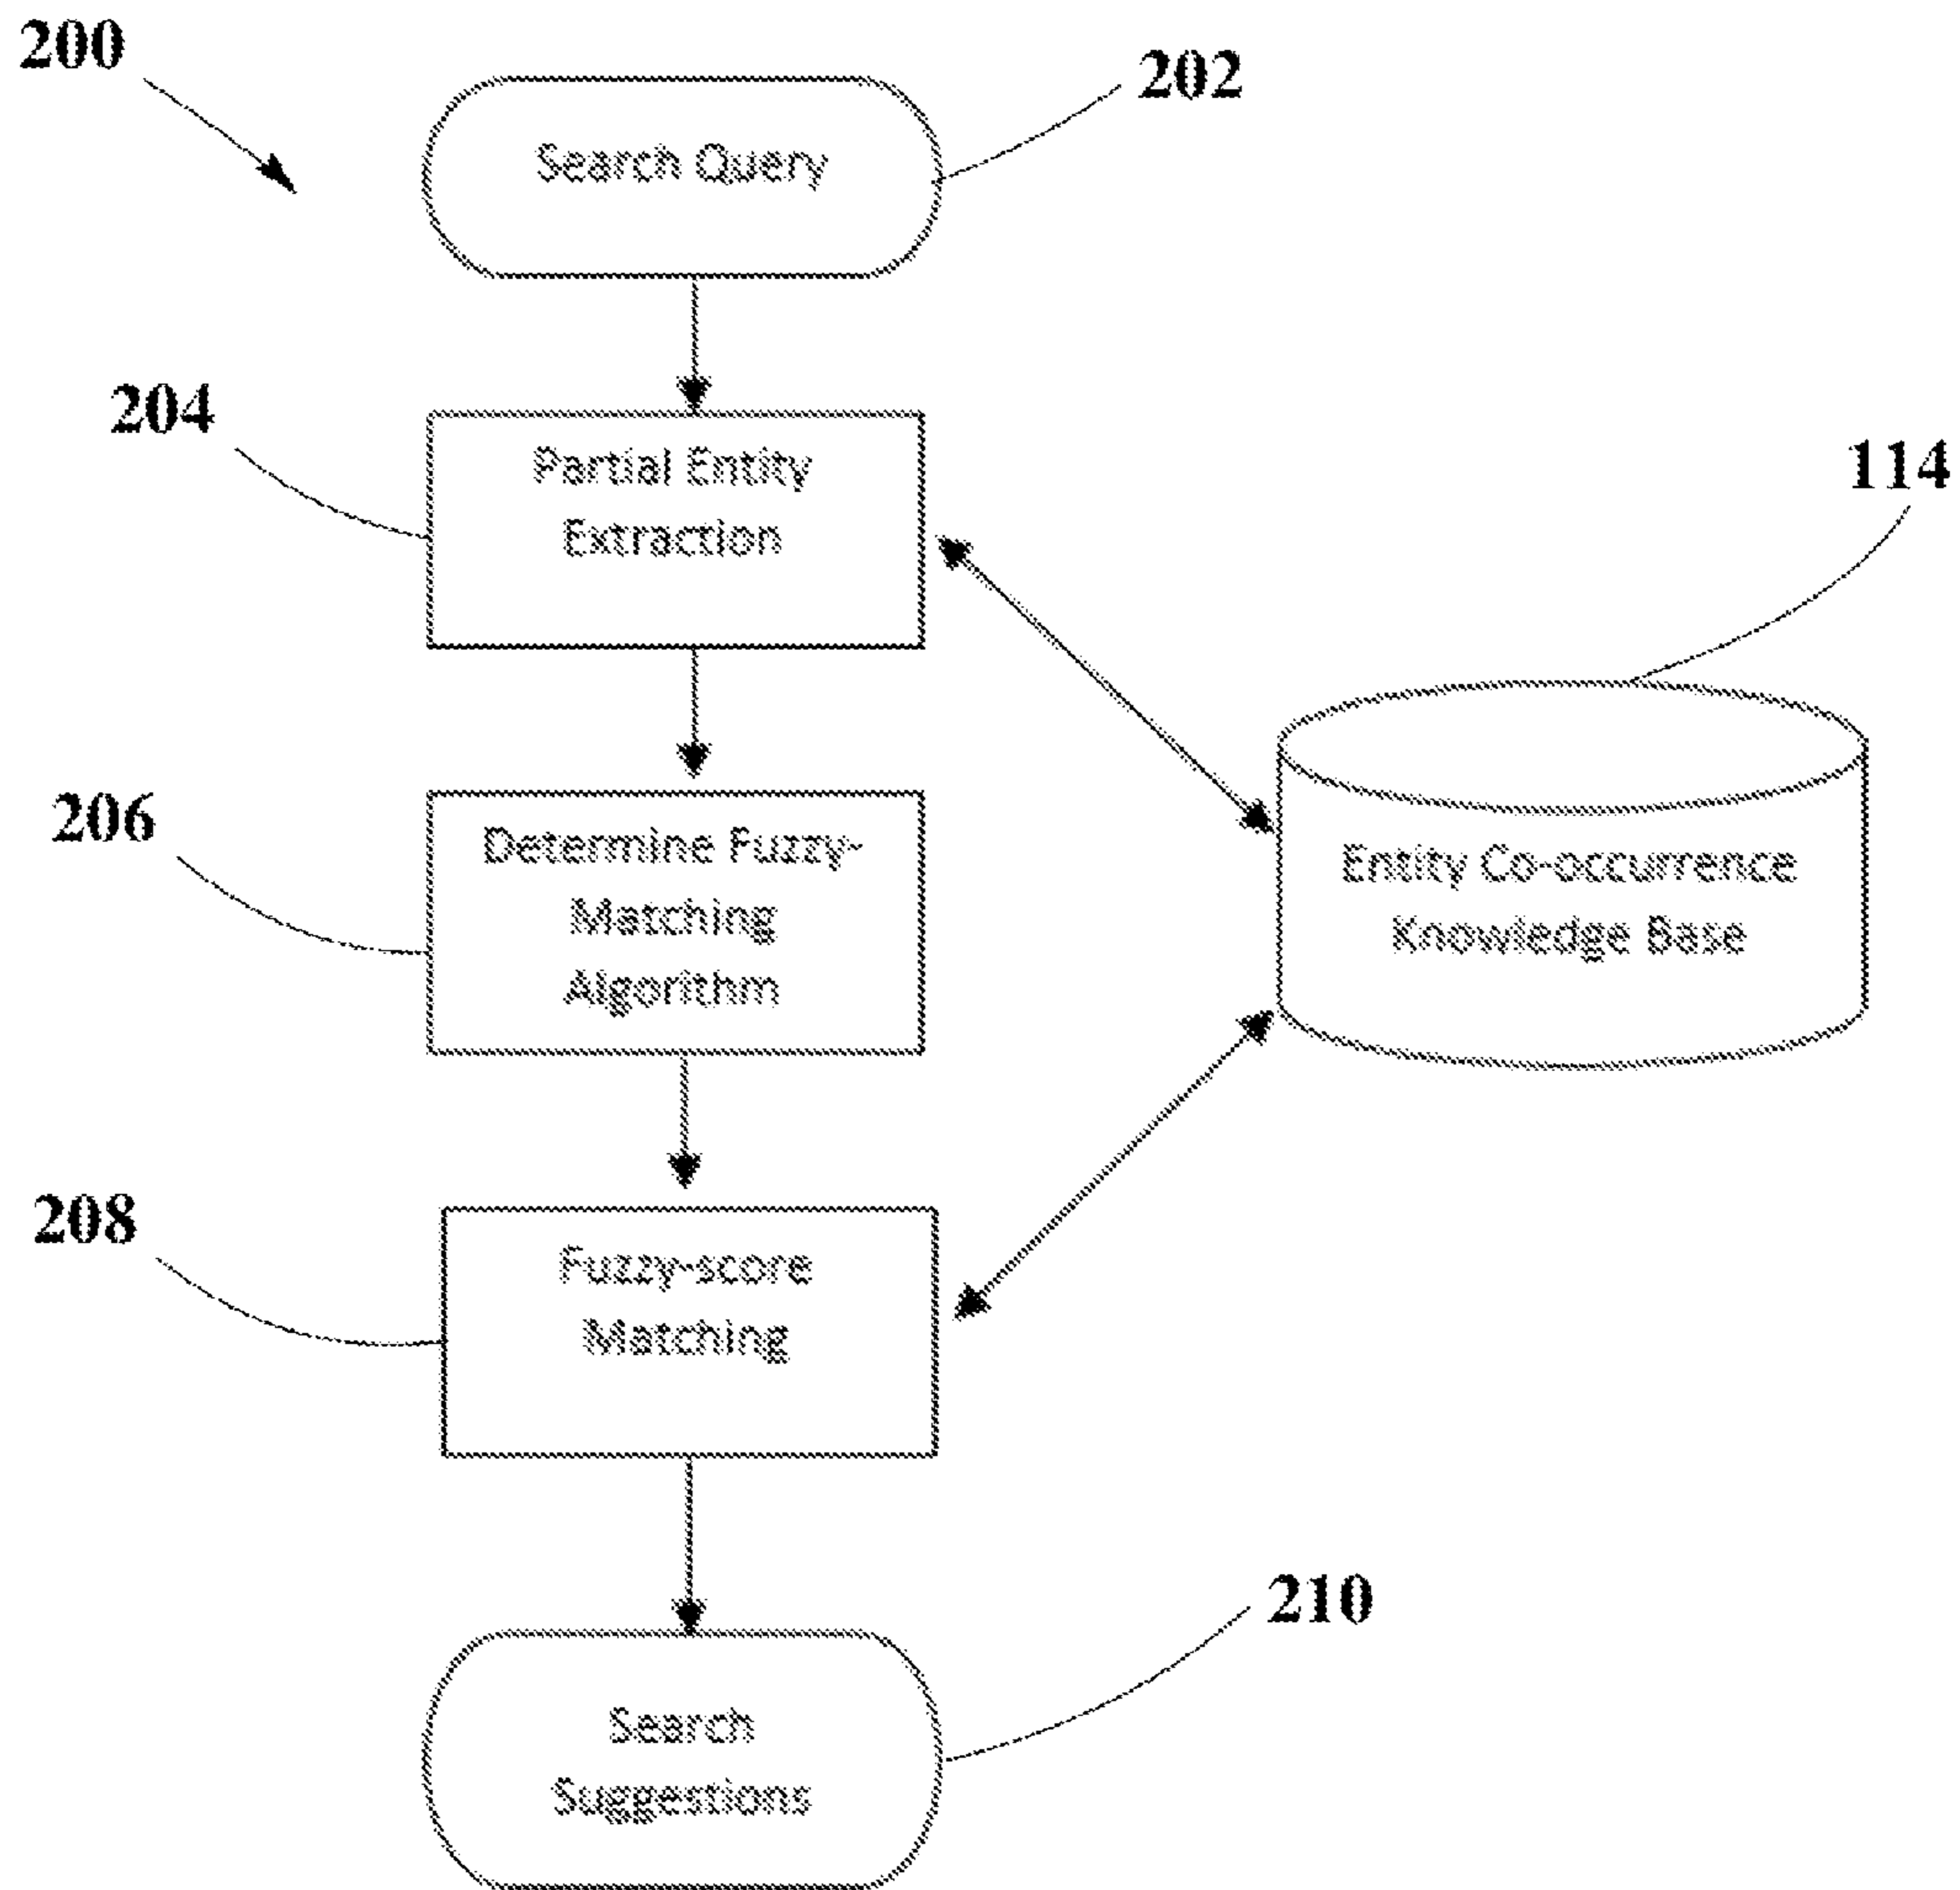 200
202
Search Query
204
Partial Entity
Extraction
114
206
Determine Fuzzy-
Matching
Algorithm
Entity Co-occurrence
Knowledge Base
208
Fuzzy-score
Matching
210
Search
Suggestions